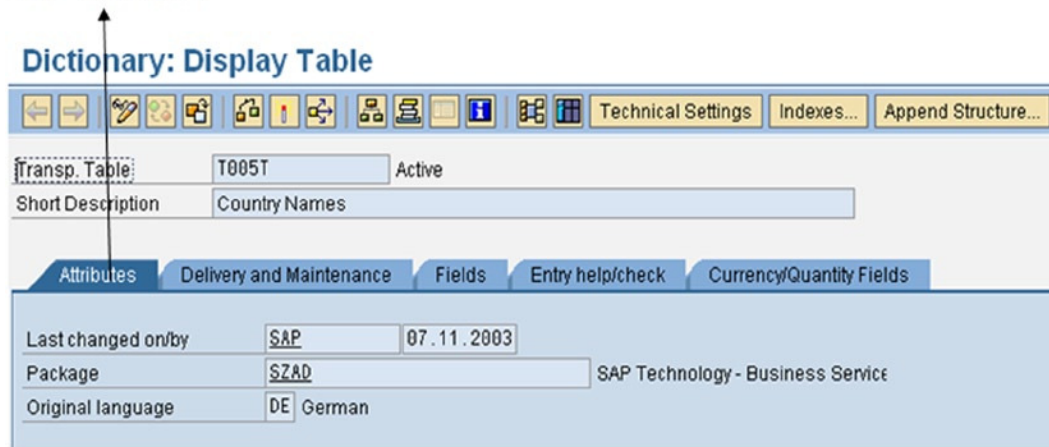 Dictionary: Display Table
Technical Settings Indexes... Append Structure...
Transp. Table T005T Active
Short Description Country Names
Attributes Delivery and Maintenance Fields Entry help/check Currency/Quantity Fields
Last changed on/by SAP 07.11.2003
Package SZAD SAP Technology - Business Service
Original language DE German